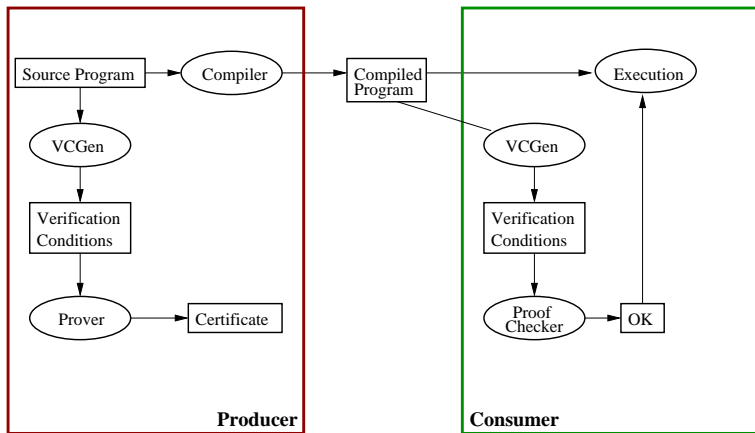 Source Program
Compiler
Compiled
Program
Execution
VCGen
VCGen
Verification
Conditions
Verification
Conditions
Prover
Certificate
Proof
Checker
OK
Producer
Consumer